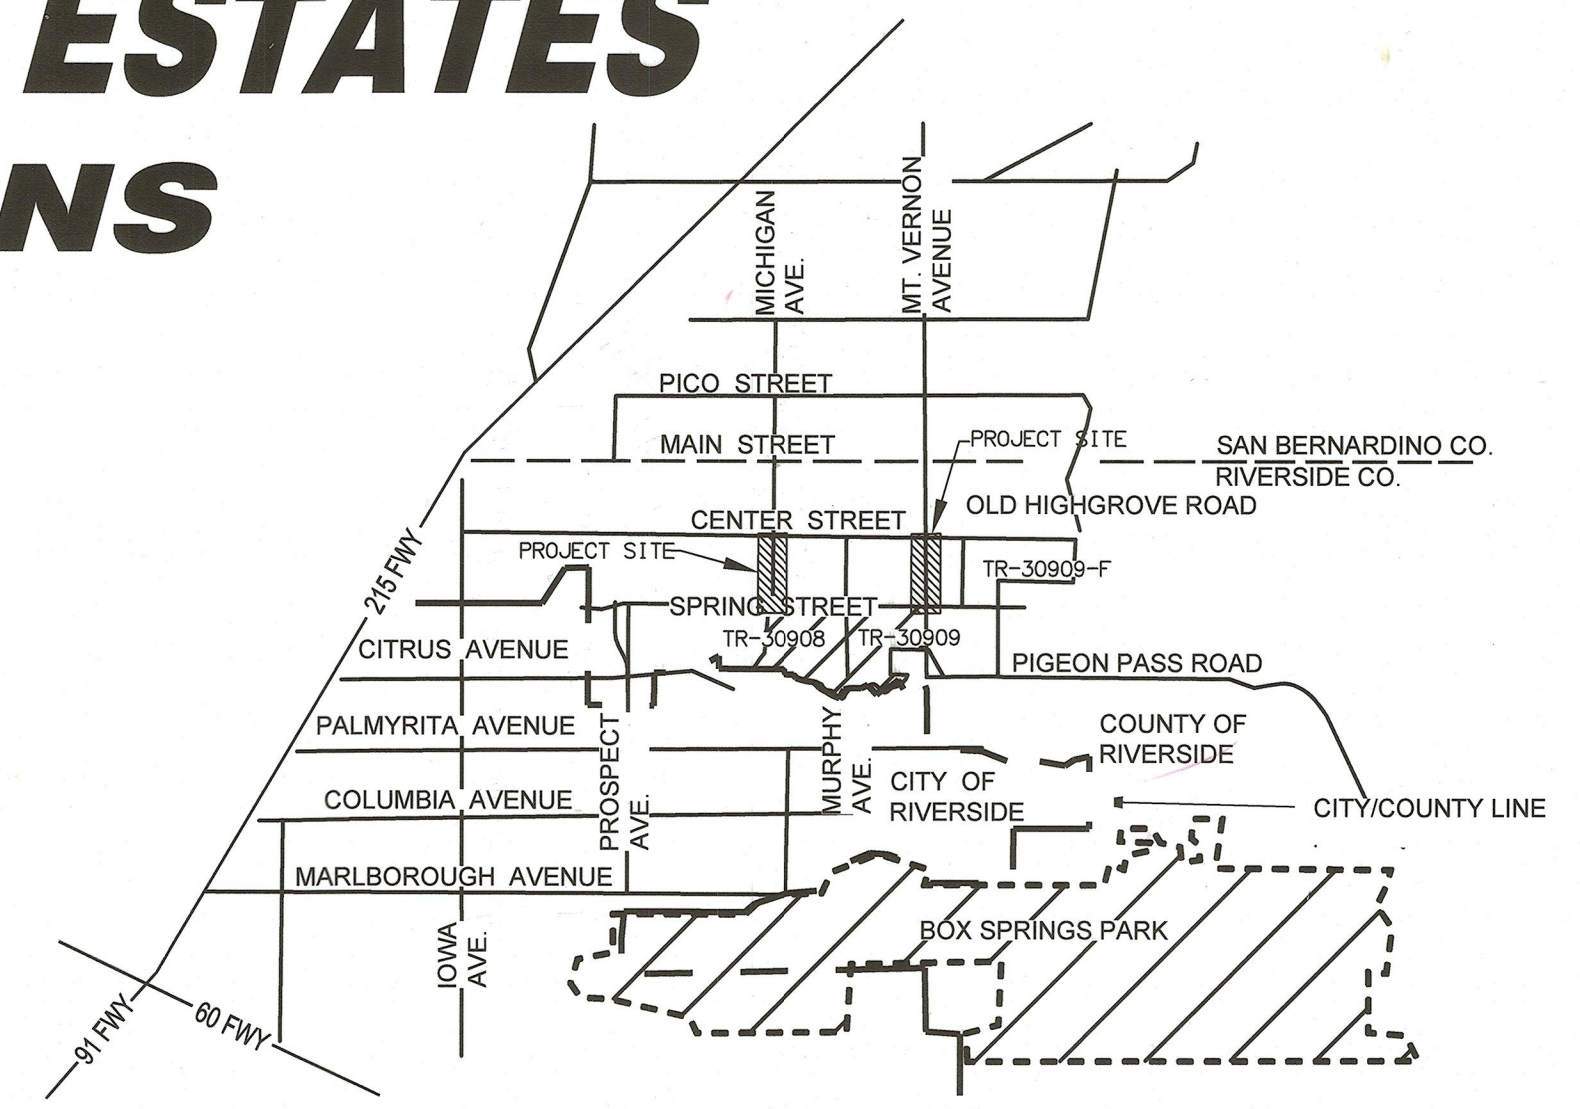 ESTATES
NS
MICHIGAN
AVE.
MT. VERNON
AVENUE
PICO STREET
MAIN STREET
PROJECT SITE
SAN BERNARDINO CO.
RIVERSIDE CO.
OLD HIGHGROVE ROAD
CENTER STREET
PROJECT SITE
215 FWY
TR-30909-F
SPRING STREET
TR-30908
TR-30909
CITRUS AVENUE
PIGEON PASS ROAD
PALMYRITA AVENUE
PROSPECT
AVE.
MURPHY
AVE.
COUNTY OF
RIVERSIDE
CITY OF
RIVERSIDE
COLUMBIA AVENUE
CITY/COUNTY LINE
MARLBOROUGH AVENUE
IOWA
AVE.
BOX SPRINGS PARK
91 FWY
60 FWY